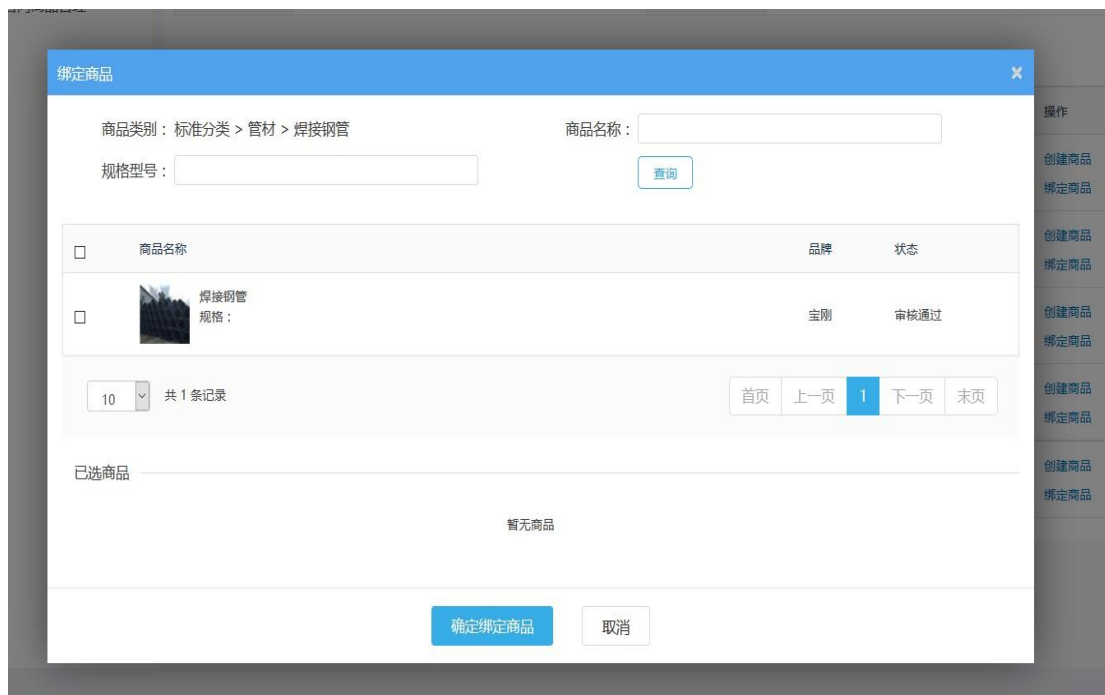 绑定商品 ×
商品类别：标准分类 > 管材 > 焊接钢管 商品名称：
规格型号： 查询
商品名称 品牌 状态
焊接钢管
规格： 宝刚 审核通过
10 共 1 条记录 首页 上一页 1 下一页 末页
已选商品
暂无商品
确定绑定商品 取消
操作
创建商品
绑定商品
创建商品
绑定商品
创建商品
绑定商品
创建商品
绑定商品
创建商品
绑定商品